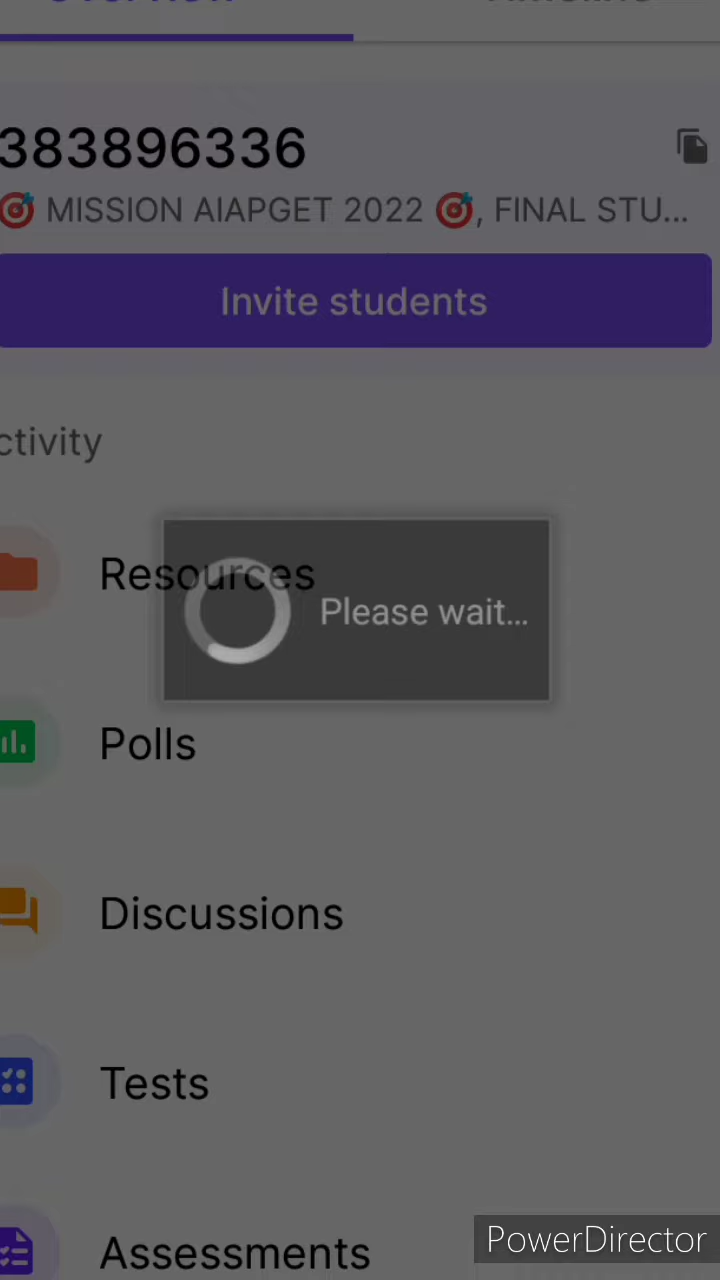 383896336
🎯 MISSION AIAPGET 2022 🎯, FINAL STU...
Invite students
ctivity
Resources
Please wait...
Polls
Discussions
Tests
Assessments
PowerDirector